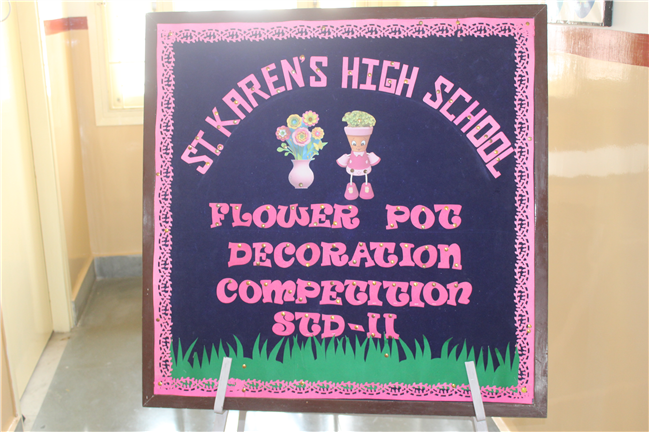 ST. KAREN'S HIGH SCHOOL
FLOWER POT
DECORATION
COMPETITION
STD-II